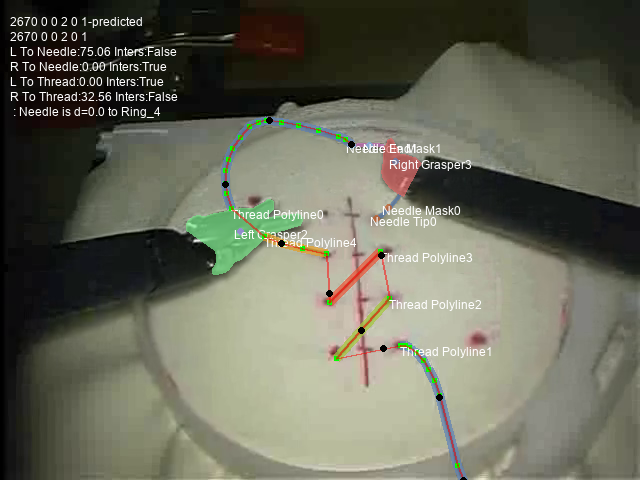 2670 0 0 2 0 1-predicted
2670 0 0 2 0 1
L To Needle:75.06 Inters:False
R To Needle:0.00 Inters:True
L To Thread:0.00 Inters:True
R To Thread:32.56 Inters:False
: Needle is d=0.0 to Ring_4
Needle Mask1
Right Grasper3
Needle Mask0
Needle Tip0
Thread Polyline0
Left Grasper2
Thread Polyline4
Thread Polyline3
Thread Polyline2
Thread Polyline1